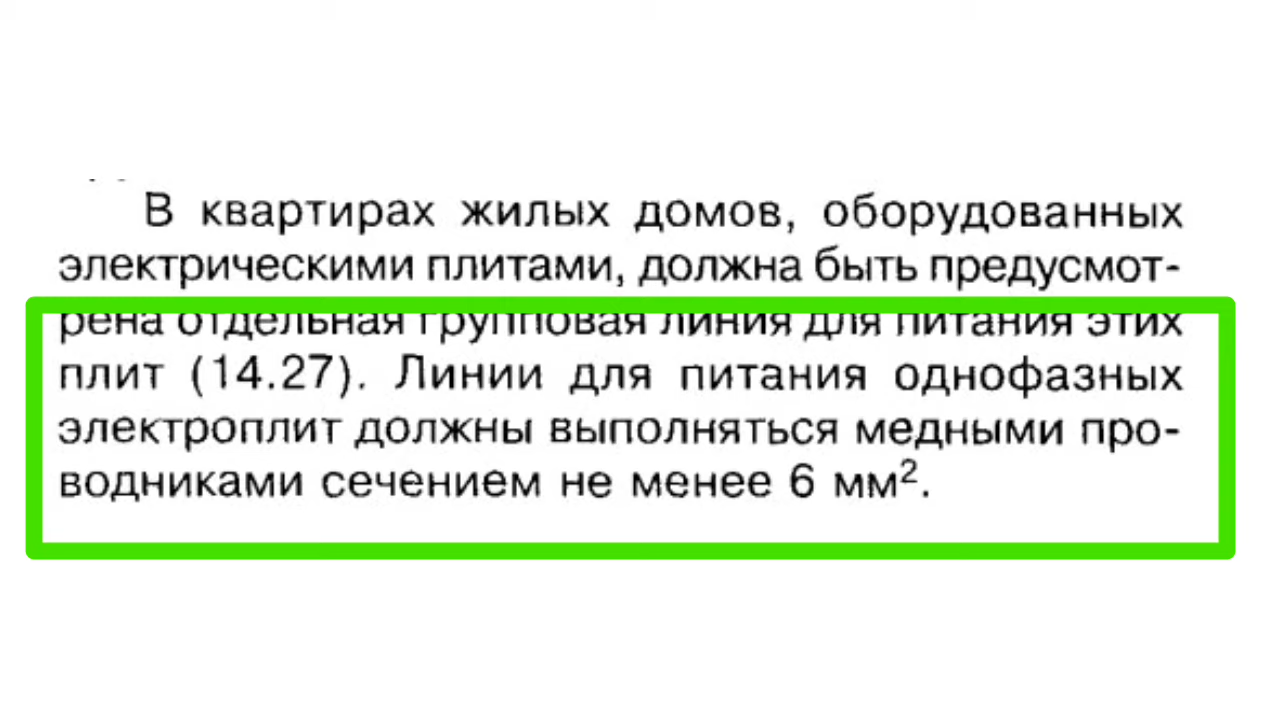 В квартирах жилых домов, оборудованных
электрическими плитами, должна быть предусмот-
рена отдельная групповая линия для питания этих
плит (14.27). Линии для питания однофазных
электроплит должны выполняться медными про-
водниками сечением не менее 6 мм².